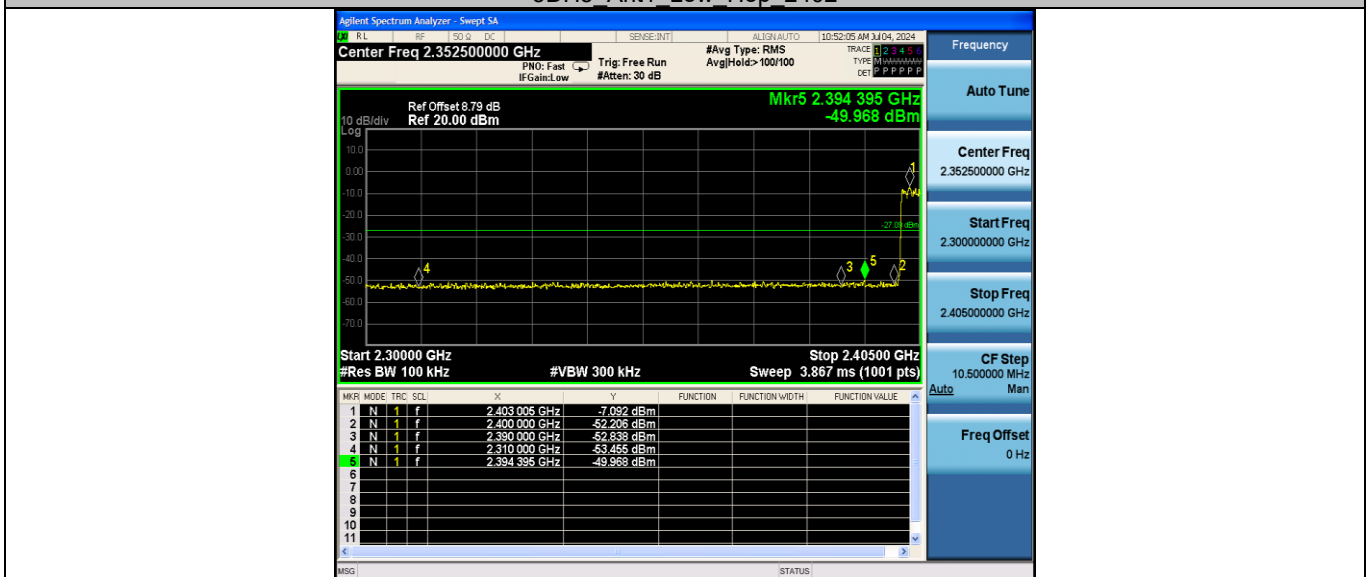 Agilent Spectrum Analyzer - Swept SA
RL RF 50 Ω DC SENSE:INT ALIGN AUTO 10:52:05 AM Jul 04, 2024
Center Freq 2.352500000 GHz
PNO: Fast
IFGain:Low
Trig: Free Run
#Atten: 30 dB
#Avg Type: RMS
Avg|Hold:>100/100
TRACE 1 2 3 4 5 6
TYPE M
DET P P P P P P
Mkr5 2.394 395 GHz
-49.968 dBm
Ref Offset 8.79 dB
10 dB/div Ref 20.00 dBm
Log
10.0
0.00
-10.0
-20.0
-30.0
-40.0
-50.0
-60.0
-70.0
1
2
3
4
5
Start 2.30000 GHz Stop 2.40500 GHz
#Res BW 100 kHz #VBW 300 kHz Sweep 3.867 ms (1001 pts)
MKR MODE TRC SCL X Y FUNCTION FUNCTION WIDTH FUNCTION VALUE
1 N 1 f 2.403 005 GHz -7.092 dBm
2 N 1 f 2.400 000 GHz -52.206 dBm
3 N 1 f 2.390 000 GHz -52.838 dBm
4 N 1 f 2.310 000 GHz -53.455 dBm
5 N 1 f 2.394 395 GHz -49.968 dBm
6
7
8
9
10
11
MSG STATUS
Frequency
Auto Tune
Center Freq
2.352500000 GHz
Start Freq
2.300000000 GHz
Stop Freq
2.405000000 GHz
CF Step
10.500000 MHz
Auto Man
Freq Offset
0 Hz